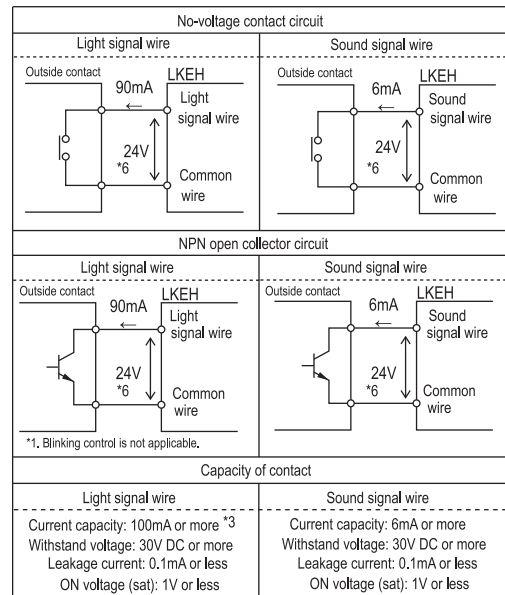 No-voltage contact circuit
Light signal wire
Outside contact
LKEH
90mA
←
Light
signal wire
24V
*6
Common
wire
Sound signal wire
Outside contact
LKEH
6mA
←
Sound
signal wire
24V
*6
Common
wire
NPN open collector circuit
Light signal wire
Outside contact
LKEH
90mA
←
Light
signal wire
24V
*6
Common
wire
*1. Blinking control is not applicable.
Sound signal wire
Outside contact
LKEH
6mA
←
Sound
signal wire
24V
*6
Common
wire
Capacity of contact
Light signal wire
Current capacity: 100mA or more *3
Withstand voltage: 30V DC or more
Leakage current: 0.1mA or less
ON voltage (sat): 1V or less
Sound signal wire
Current capacity: 6mA or more
Withstand voltage: 30V DC or more
Leakage current: 0.1mA or less
ON voltage (sat): 1V or less